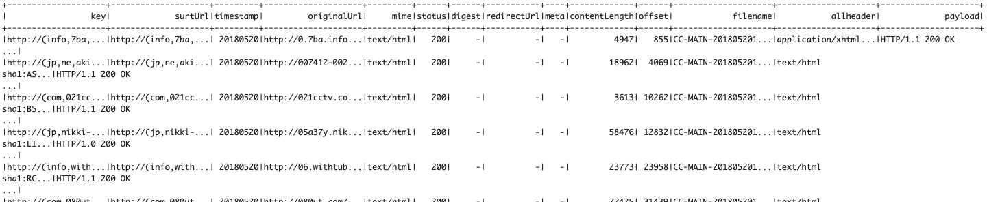 +--------------------+--------------------+---------+--------------------+---------+------+------+-----------+----+-------------+------+--------------------+--------------------+--------------------+
|                 key|             surtUrl|timestamp|         originalUrl|     mime|status|digest|redirectUrl|meta|contentLength|offset|            filename|           allheader|             payload|
+--------------------+--------------------+---------+--------------------+---------+------+------+-----------+----+-------------+------+--------------------+--------------------+--------------------+
|http://(info,7ba,...|http://(info,7ba,...| 20180520|http://0.7ba.info...|text/html|   200|     -|          -|   -|         4947|   855|CC-MAIN-201805201...|application/xhtml...|HTTP/1.1 200 OK
...|
|http://(jp,ne,aki...|http://(jp,ne,aki...| 20180520|http://007412-002...|text/html|   200|     -|          -|   -|        18962|  4069|CC-MAIN-201805201...|text/html
sha1:AS...|HTTP/1.1 200 OK
...|
|http://(com,021cc...|http://(com,021cc...| 20180520|http://021cctv.co...|text/html|   200|     -|          -|   -|         3613| 10262|CC-MAIN-201805201...|text/html
sha1:B5...|HTTP/1.1 200 OK
...|
|http://(jp,nikki-...|http://(jp,nikki-...| 20180520|http://05a37y.nik...|text/html|   200|     -|          -|   -|        58476| 12832|CC-MAIN-201805201...|text/html
sha1:LI...|HTTP/1.0 200 OK
...|
|http://(info,with...|http://(info,with...| 20180520|http://06.withtub...|text/html|   200|     -|          -|   -|        23773| 23958|CC-MAIN-201805201...|text/html
sha1:RC...|HTTP/1.1 200 OK
...|
|http://(com,080ut...|http://(com,080ut...| 20180520|http://080ut.com/...|text/html|   200|     -|          -|   -|        77425| 31439|CC-MAIN-201805201...|text/html